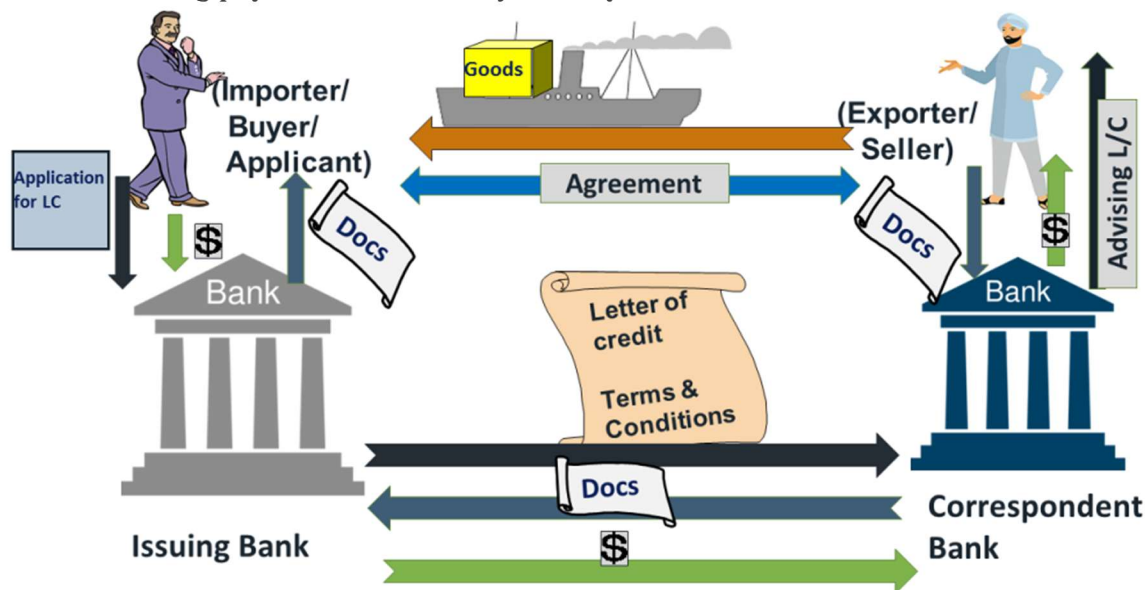 Goods
(Importer/
Buyer/
Applicant)
(Exporter/
Seller)
Application
for LC
Agreement
Advising L/C
$
Docs
Docs
$
Bank
Bank
Letter of
credit
Terms &
Conditions
Docs
Issuing Bank
$
Correspondent
Bank